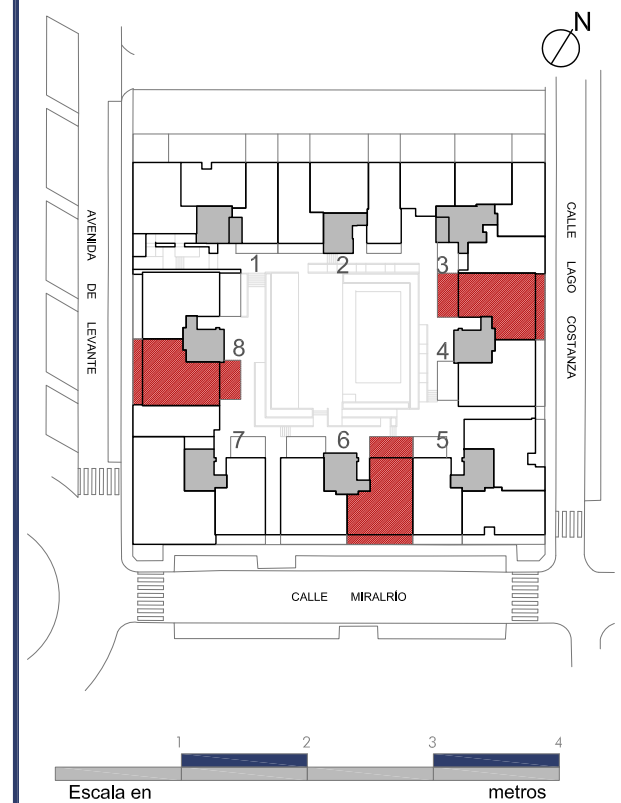 N
AVENIDA DE LEVANTE
CALLE LAGO COSTANZA
1
2
3
8
4
7
6
5
CALLE MIRALRÍO
1
2
3
4
Escala en metros